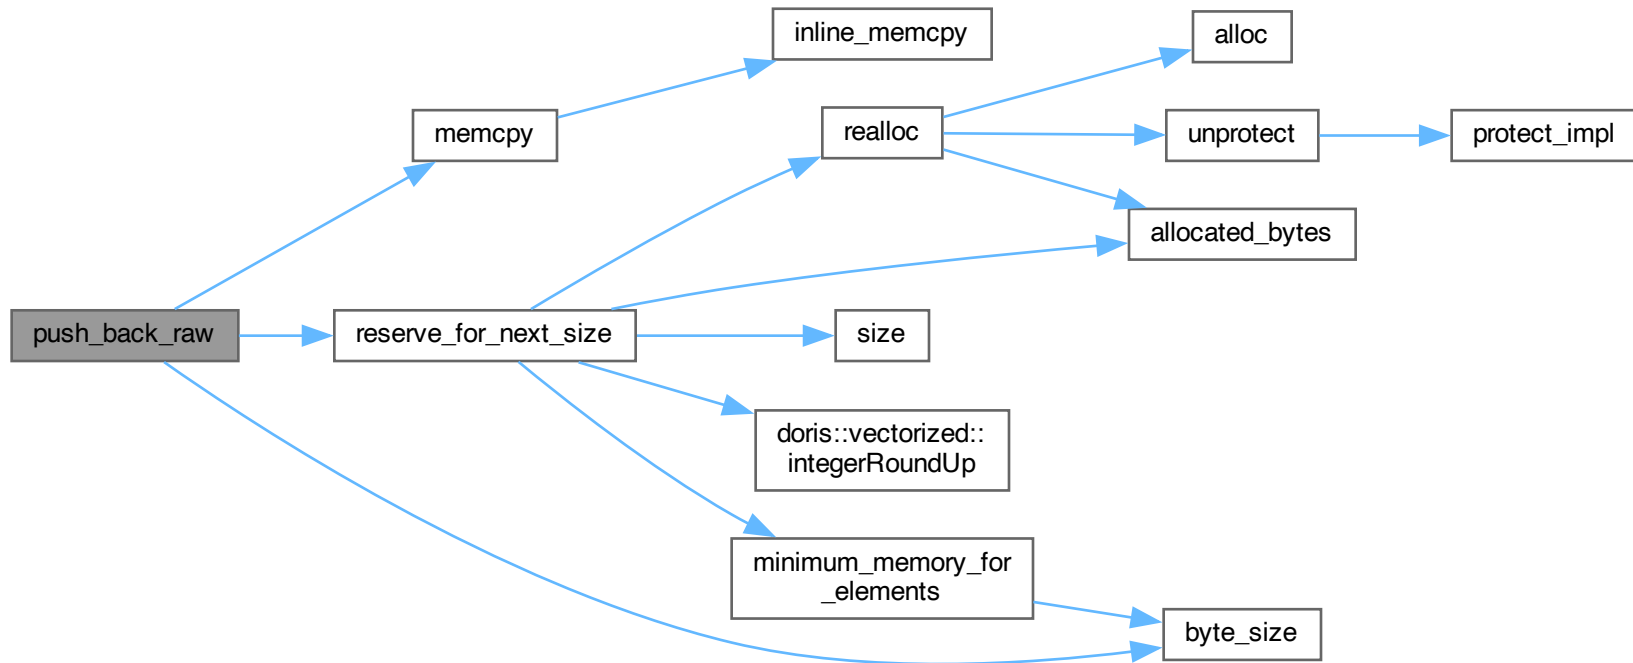 inline_memcpy
alloc
memcpy
realloc
unprotect
protect_impl
allocated_bytes
push_back_raw
reserve_for_next_size
size
doris::vectorized::
integerRoundUp
minimum_memory_for
_elements
byte_size